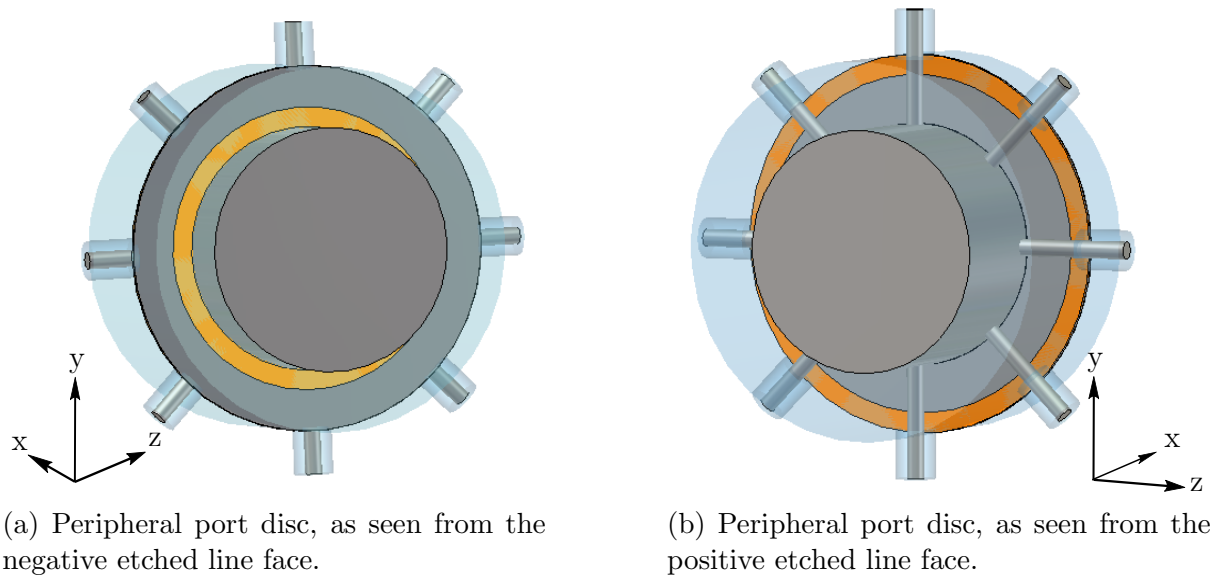 y
x
z
y
x
z
(a) Peripheral port disc, as seen from the
negative etched line face.
(b) Peripheral port disc, as seen from the
positive etched line face.